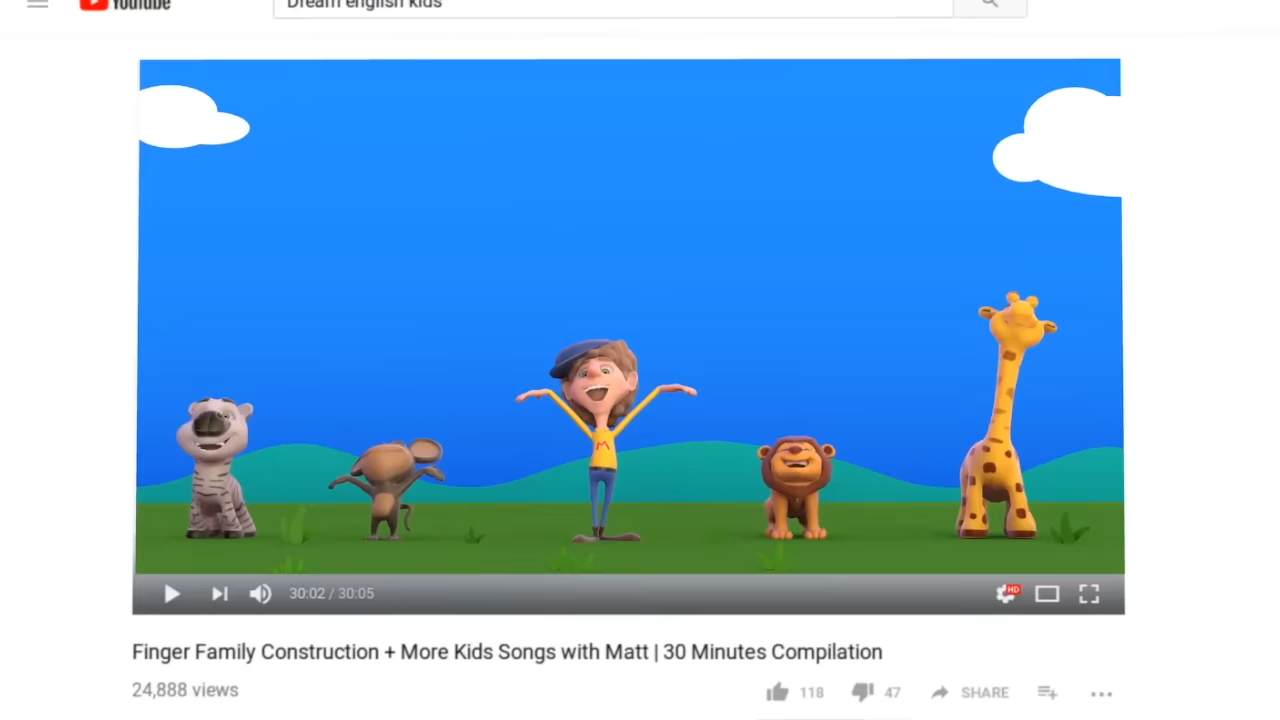 YouTube
Dream english kids
M
30:02 / 30:05
HD
Finger Family Construction + More Kids Songs with Matt | 30 Minutes Compilation
24,888 views
118
47
SHARE